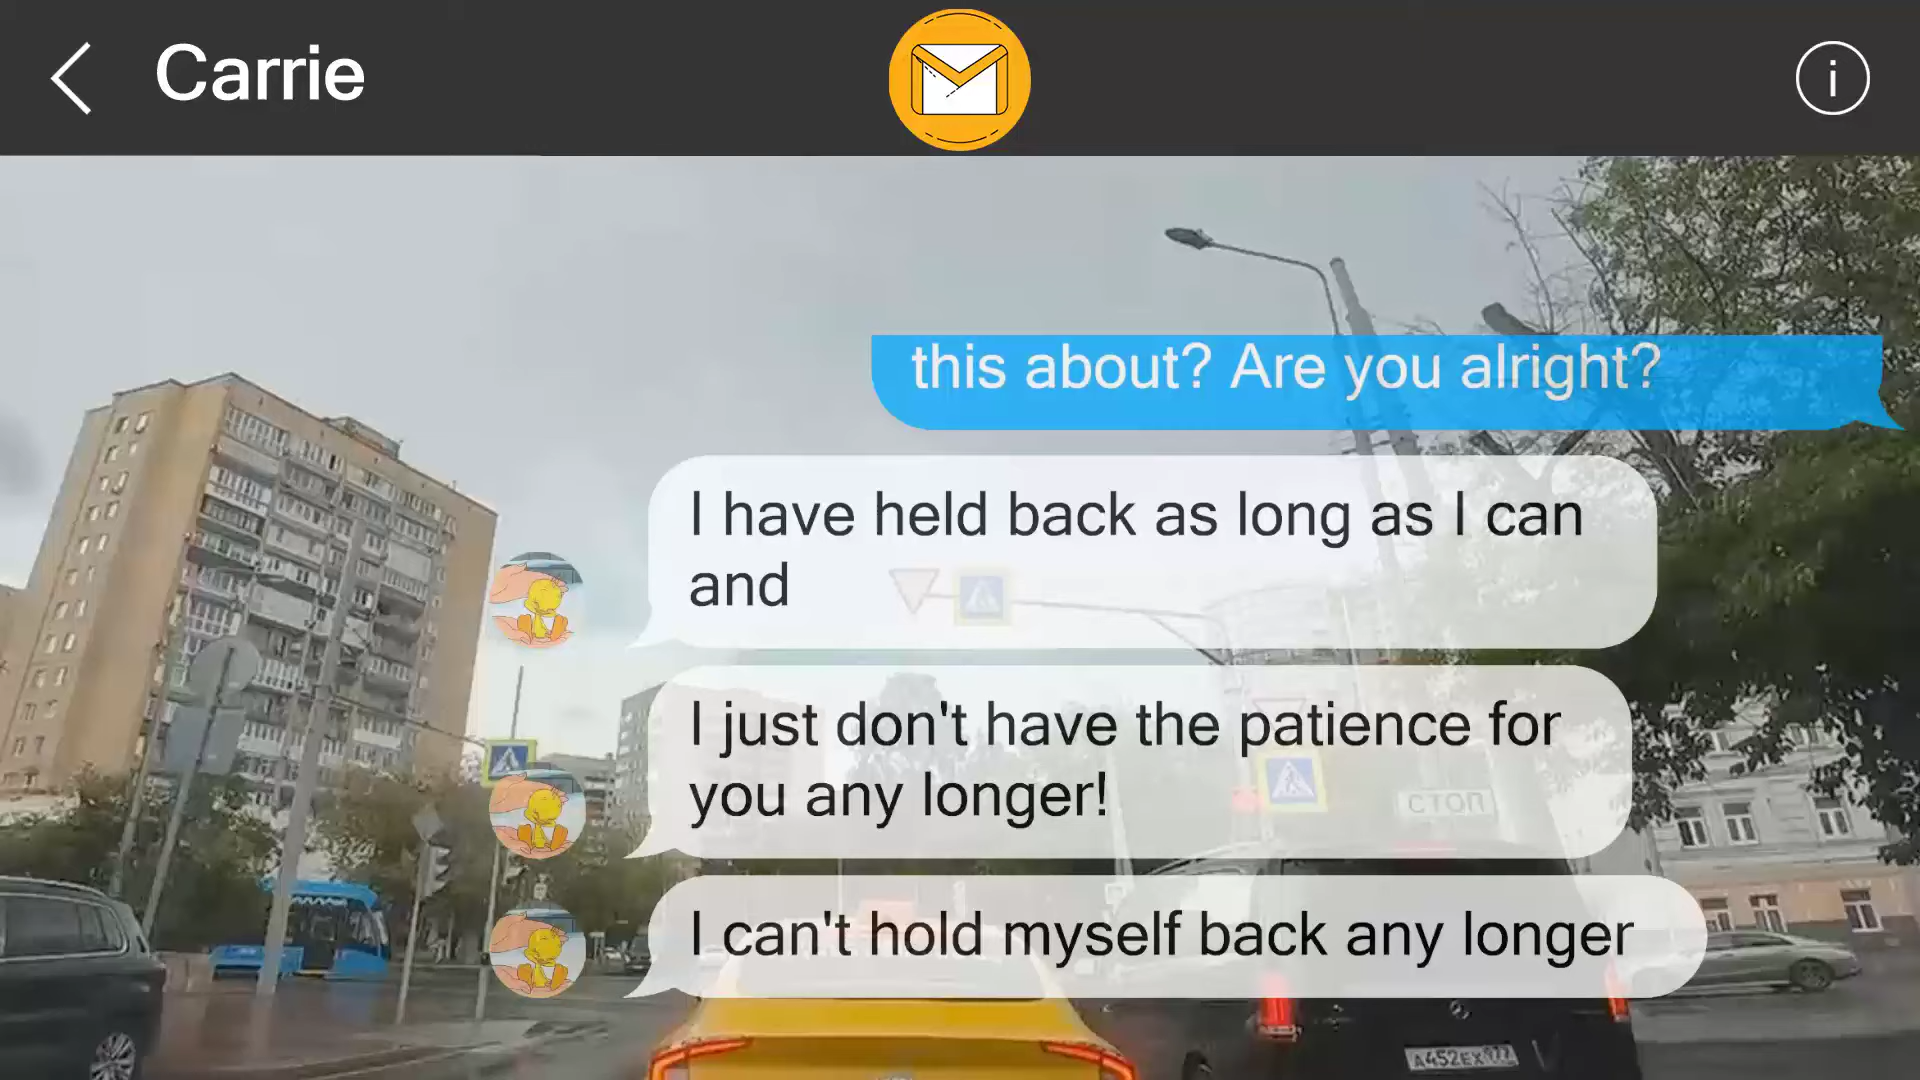 Carrie
i
this about? Are you alright?
I have held back as long as I can
and
I just don't have the patience for
you any longer!
СТОП
I can't hold myself back any longer
А452ЕХ977